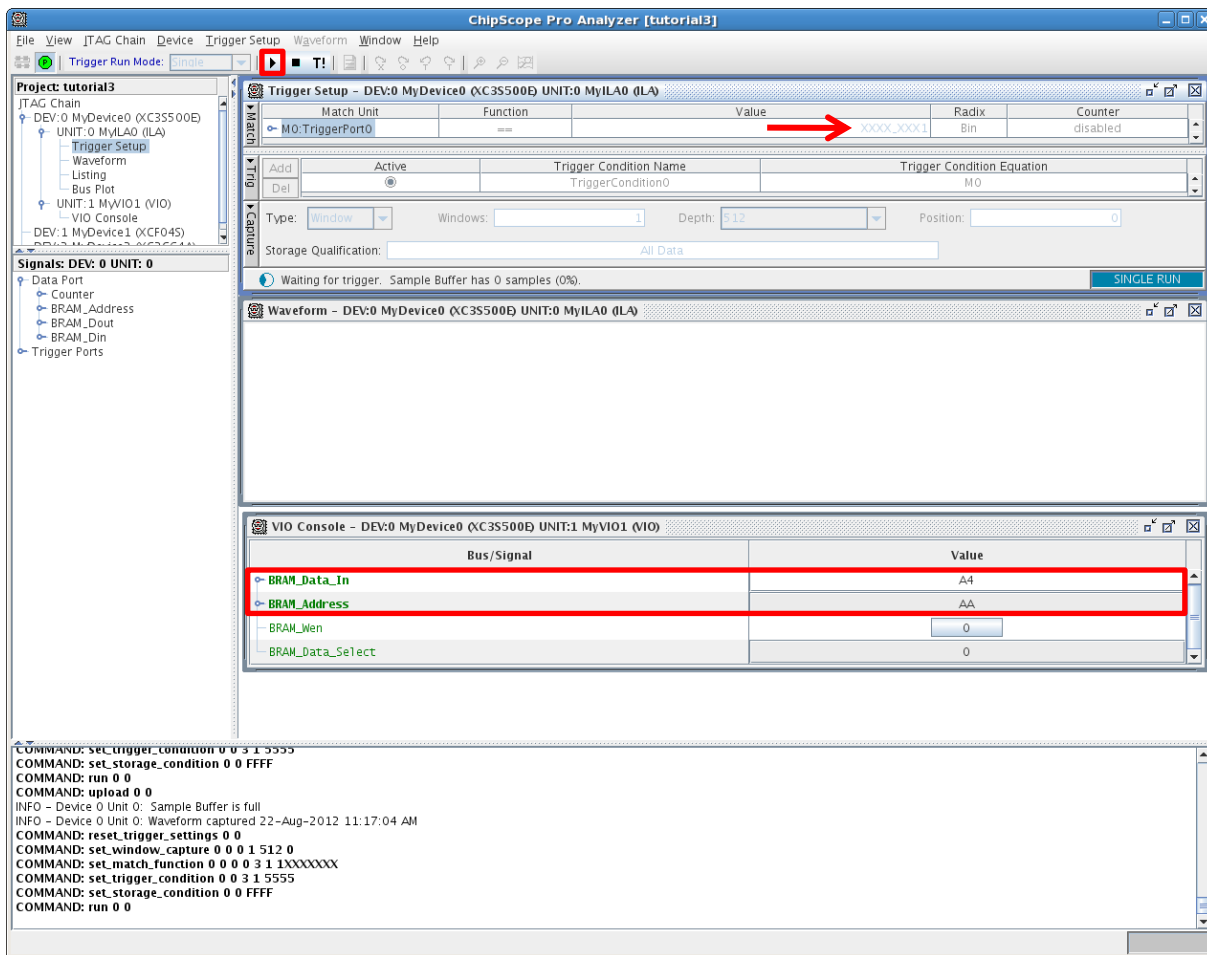 ChipScope Pro Analyzer [tutorial3]
File View JTAG Chain Device Trigger Setup Waveform Window Help
Trigger Run Mode: Single T!
Project: tutorial3
JTAG Chain
DEV:0 MyDevice0 (XC3S500E)
UNIT:0 MyILA0 (ILA)
Trigger Setup
Waveform
Listing
Bus Plot
UNIT:1 MyVIO1 (VIO)
VIO Console
DEV:1 MyDevice1 (XCF04S)
Signals: DEV: 0 UNIT: 0
Data Port
Counter
BRAM_Address
BRAM_Dout
BRAM_Din
Trigger Ports
Trigger Setup - DEV:0 MyDevice0 (XC3S500E) UNIT:0 MyILA0 (ILA)
Match
Match Unit Function Value Radix Counter
M0:TriggerPort0 == XXXX_XXX1 Bin disabled
Trig
Add Active Trigger Condition Name Trigger Condition Equation
Del TriggerCondition0 M0
Capture
Type: Window Windows: 1 Depth: 512 Position: 0
Storage Qualification: All Data
Waiting for trigger. Sample Buffer has 0 samples (0%). SINGLE RUN
Waveform - DEV:0 MyDevice0 (XC3S500E) UNIT:0 MyILA0 (ILA)
VIO Console - DEV:0 MyDevice0 (XC3S500E) UNIT:1 MyVIO1 (VIO)
Bus/Signal Value
BRAM_Data_In A4
BRAM_Address AA
BRAM_Wen 0
BRAM_Data_Select 0
COMMAND: set_trigger_condition 0 0 3 1 5555
COMMAND: set_storage_condition 0 0 FFFF
COMMAND: run 0 0
COMMAND: upload 0 0
INFO - Device 0 Unit 0: Sample Buffer is full
INFO - Device 0 Unit 0: Waveform captured 22-Aug-2012 11:17:04 AM
COMMAND: reset_trigger_settings 0 0
COMMAND: set_window_capture 0 0 0 1 512 0
COMMAND: set_match_function 0 0 0 0 3 1 1XXXXXXX
COMMAND: set_trigger_condition 0 0 3 1 5555
COMMAND: set_storage_condition 0 0 FFFF
COMMAND: run 0 0